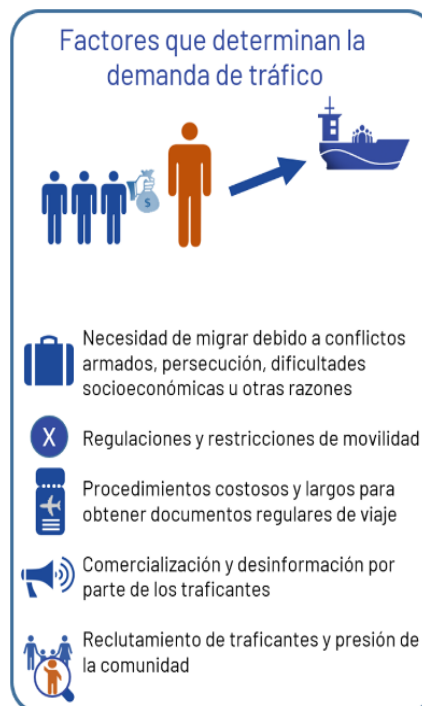 Factores que determinan la
demanda de tráfico
$
Necesidad de migrar debido a conflictos
armados, persecución, dificultades
socioeconómicas u otras razones
X
Regulaciones y restricciones de movilidad
Procedimientos costosos y largos para
obtener documentos regulares de viaje
Comercialización y desinformación por
parte de los traficantes
Reclutamiento de traficantes y presión de
la comunidad